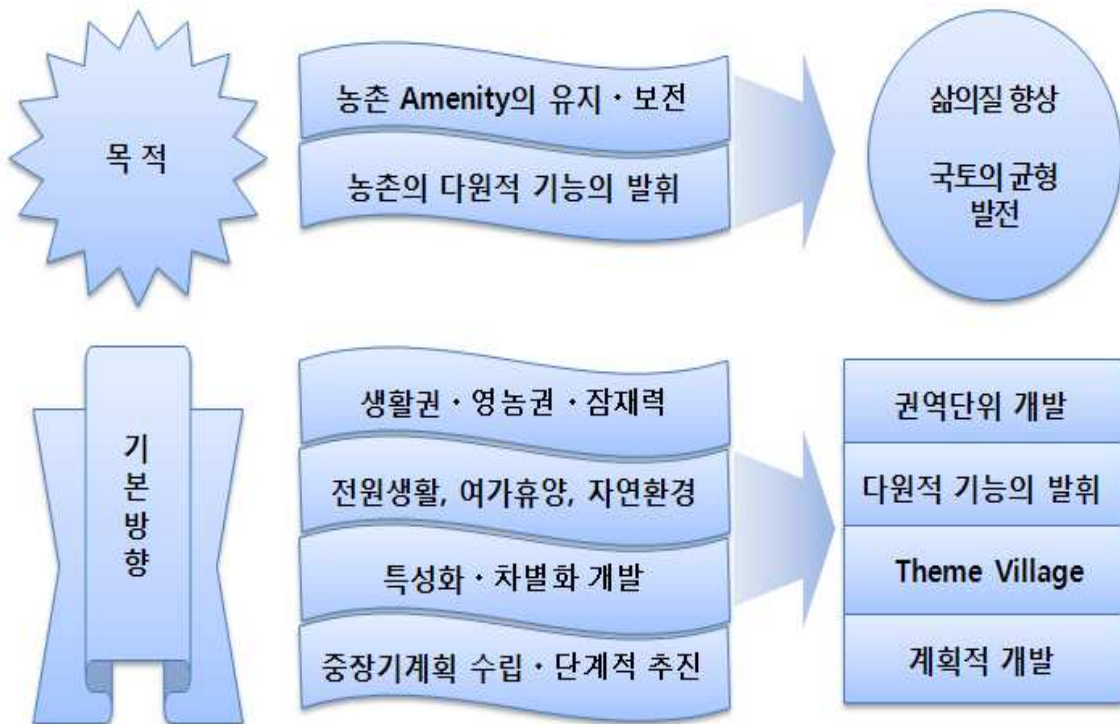 목 적
농촌 Amenity의 유지・보전
농촌의 다원적 기능의 발휘
삶의질 향상
국토의 균형
발전
기
본
방
향
생활권・영농권・잠재력
전원생활, 여가휴양, 자연환경
특성화・차별화 개발
중장기계획 수립・단계적 추진
권역단위 개발
다원적 기능의 발휘
Theme Village
계획적 개발